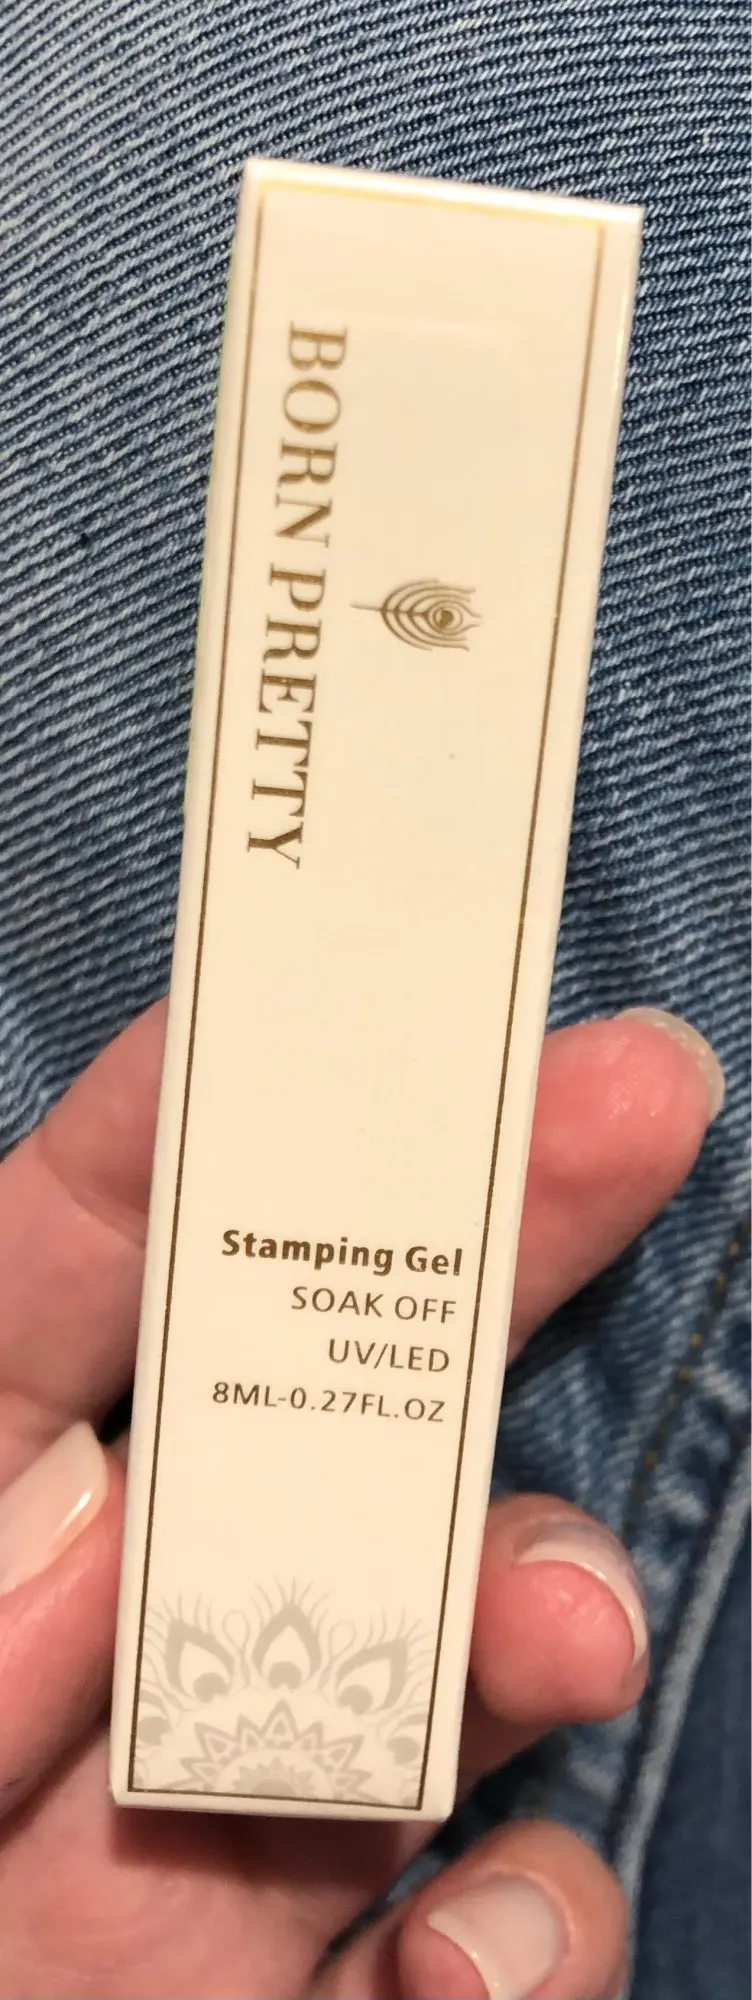 BORN PRETTY
Stamping Gel
SOAK OFF
UV/LED
8ML-0.27FL.OZ